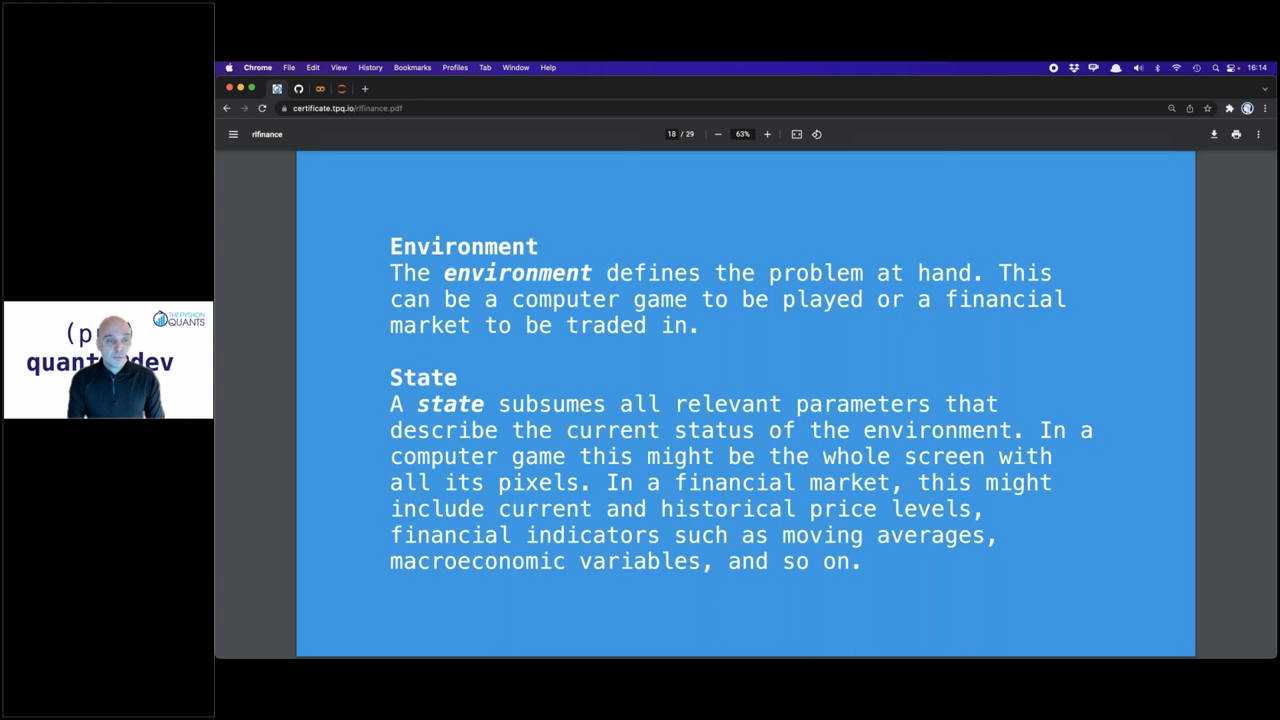 Chrome File Edit View History Bookmarks Profiles Tab Window Help 16:14
certificate.tpq.io/rlfinance.pdf
rlfinance 18 / 29 63%
Environment
The environment defines the problem at hand. This
can be a computer game to be played or a financial
market to be traded in.
State
A state subsumes all relevant parameters that
describe the current status of the environment. In a
computer game this might be the whole screen with
all its pixels. In a financial market, this might
include current and historical price levels,
financial indicators such as moving averages,
macroeconomic variables, and so on.
THE PYTHON
QUANTS
(p
quant dev